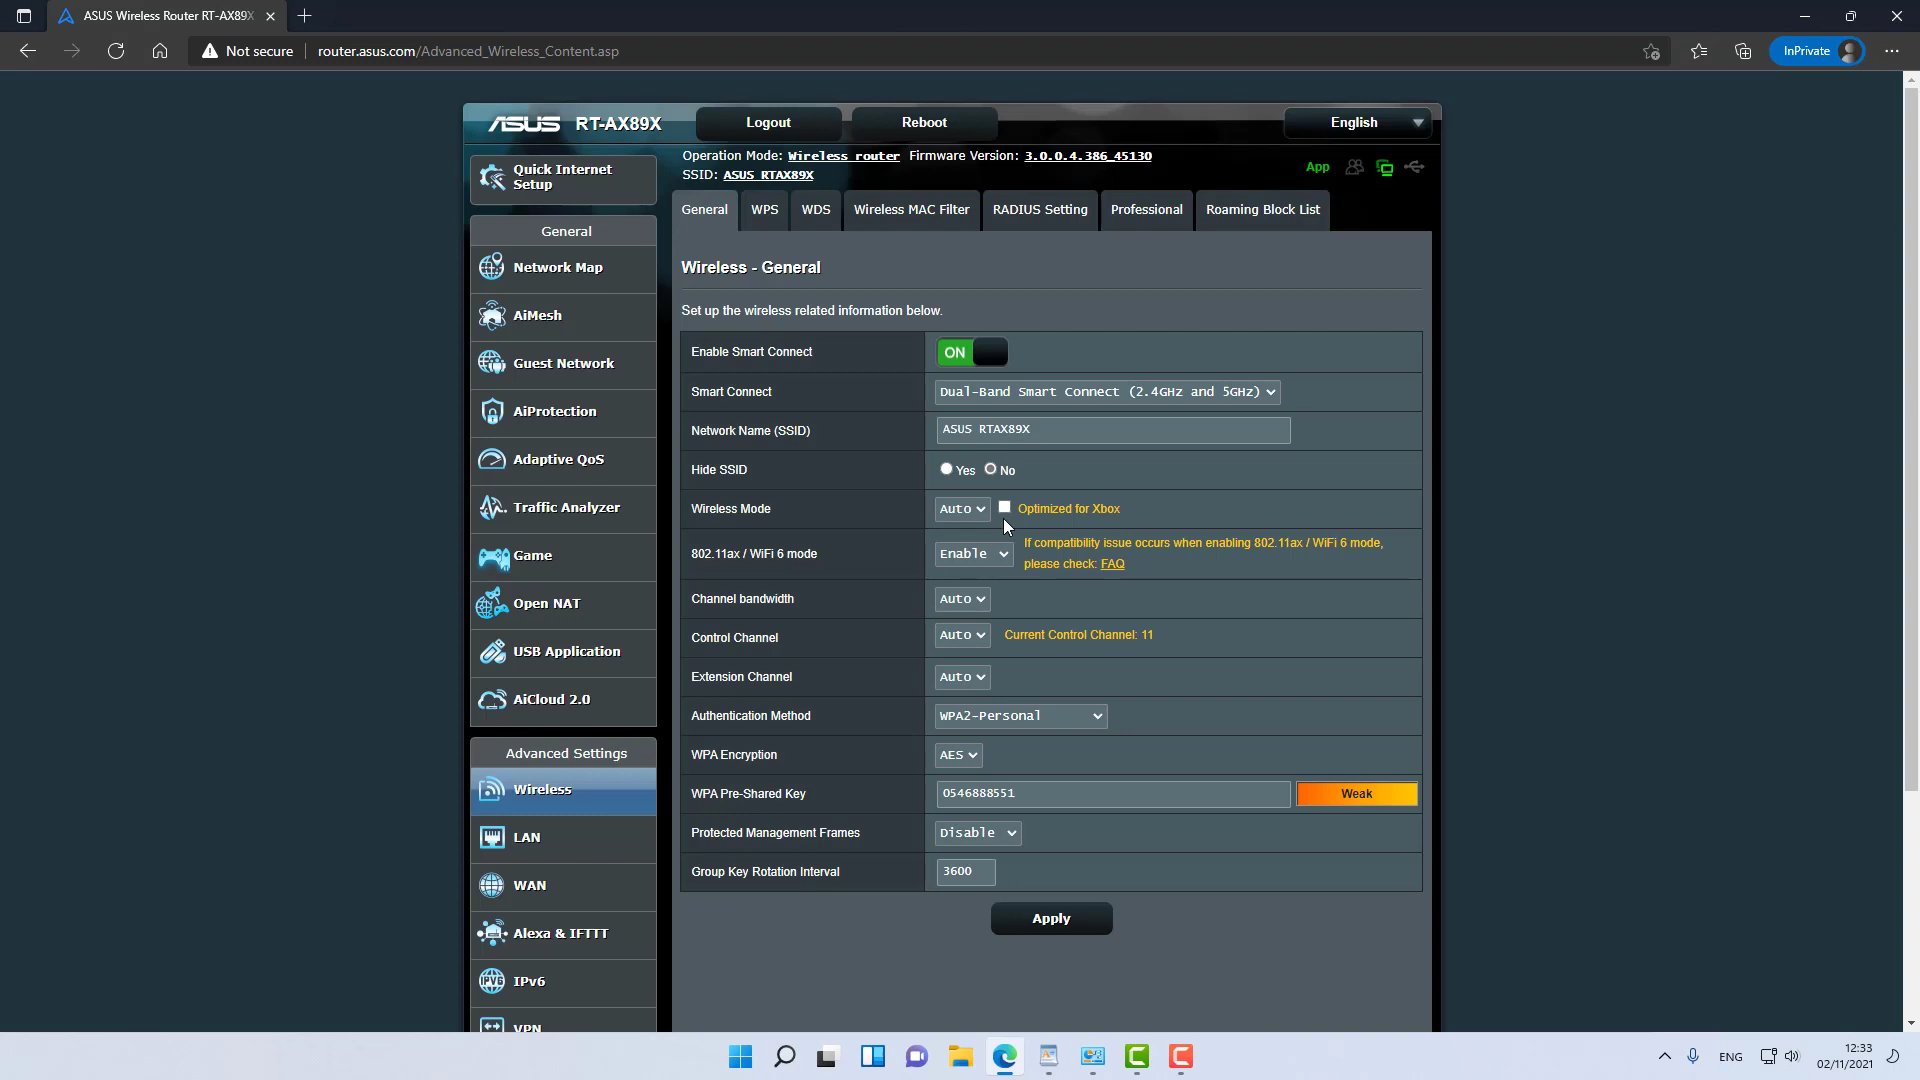 ASUS Wireless Router RT-AX89X
Not secure
router.asus.com/Advanced_Wireless_Content.asp
InPrivate
ASUS RT-AX89X
Logout
Reboot
English
Operation Mode: Wireless router Firmware Version: 3.0.0.4.386_45130
SSID: ASUS RTAX89X
App
Quick Internet
Setup
General
Network Map
AiMesh
Guest Network
AiProtection
Adaptive QoS
Traffic Analyzer
Game
Open NAT
USB Application
AiCloud 2.0
Advanced Settings
Wireless
LAN
WAN
Alexa & IFTTT
IPv6
VPN
General
WPS
WDS
Wireless MAC Filter
RADIUS Setting
Professional
Roaming Block List
Wireless - General
Set up the wireless related information below.
Enable Smart Connect
ON
Smart Connect
Dual-Band Smart Connect (2.4GHz and 5GHz)
Network Name (SSID)
ASUS RTAX89X
Hide SSID
Yes No
Wireless Mode
Auto
Optimized for Xbox
802.11ax / WiFi 6 mode
Enable
If compatibility issue occurs when enabling 802.11ax / WiFi 6 mode,
please check: FAQ
Channel bandwidth
Auto
Control Channel
Auto
Current Control Channel: 11
Extension Channel
Auto
Authentication Method
WPA2-Personal
WPA Encryption
AES
WPA Pre-Shared Key
0546888551
Weak
Protected Management Frames
Disable
Group Key Rotation Interval
3600
Apply
ENG
12:33
02/11/2021